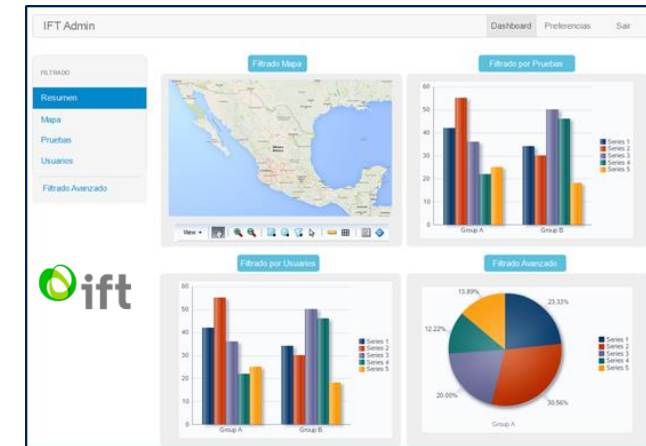 IFT Admin
Dashboard Preferencias Sair
FILTRADO
Resumen
Mapa
Pruebas
Usuarios
Filtrado Avanzado
ift
Filtrado Mapa
View
Filtrado por Pruebas
60
50
40
30
20
10
0
Group A Group B
Series 1
Series 2
Series 3
Series 4
Series 5
Filtrado por Usuarios
60
50
40
30
20
10
0
Group A Group B
Series 1
Series 2
Series 3
Series 4
Series 5
Filtrado Avanzado
13.89%
23.33%
12.22%
20.00%
30.56%
Group A
Series 1
Series 2
Series 3
Series 4
Series 5